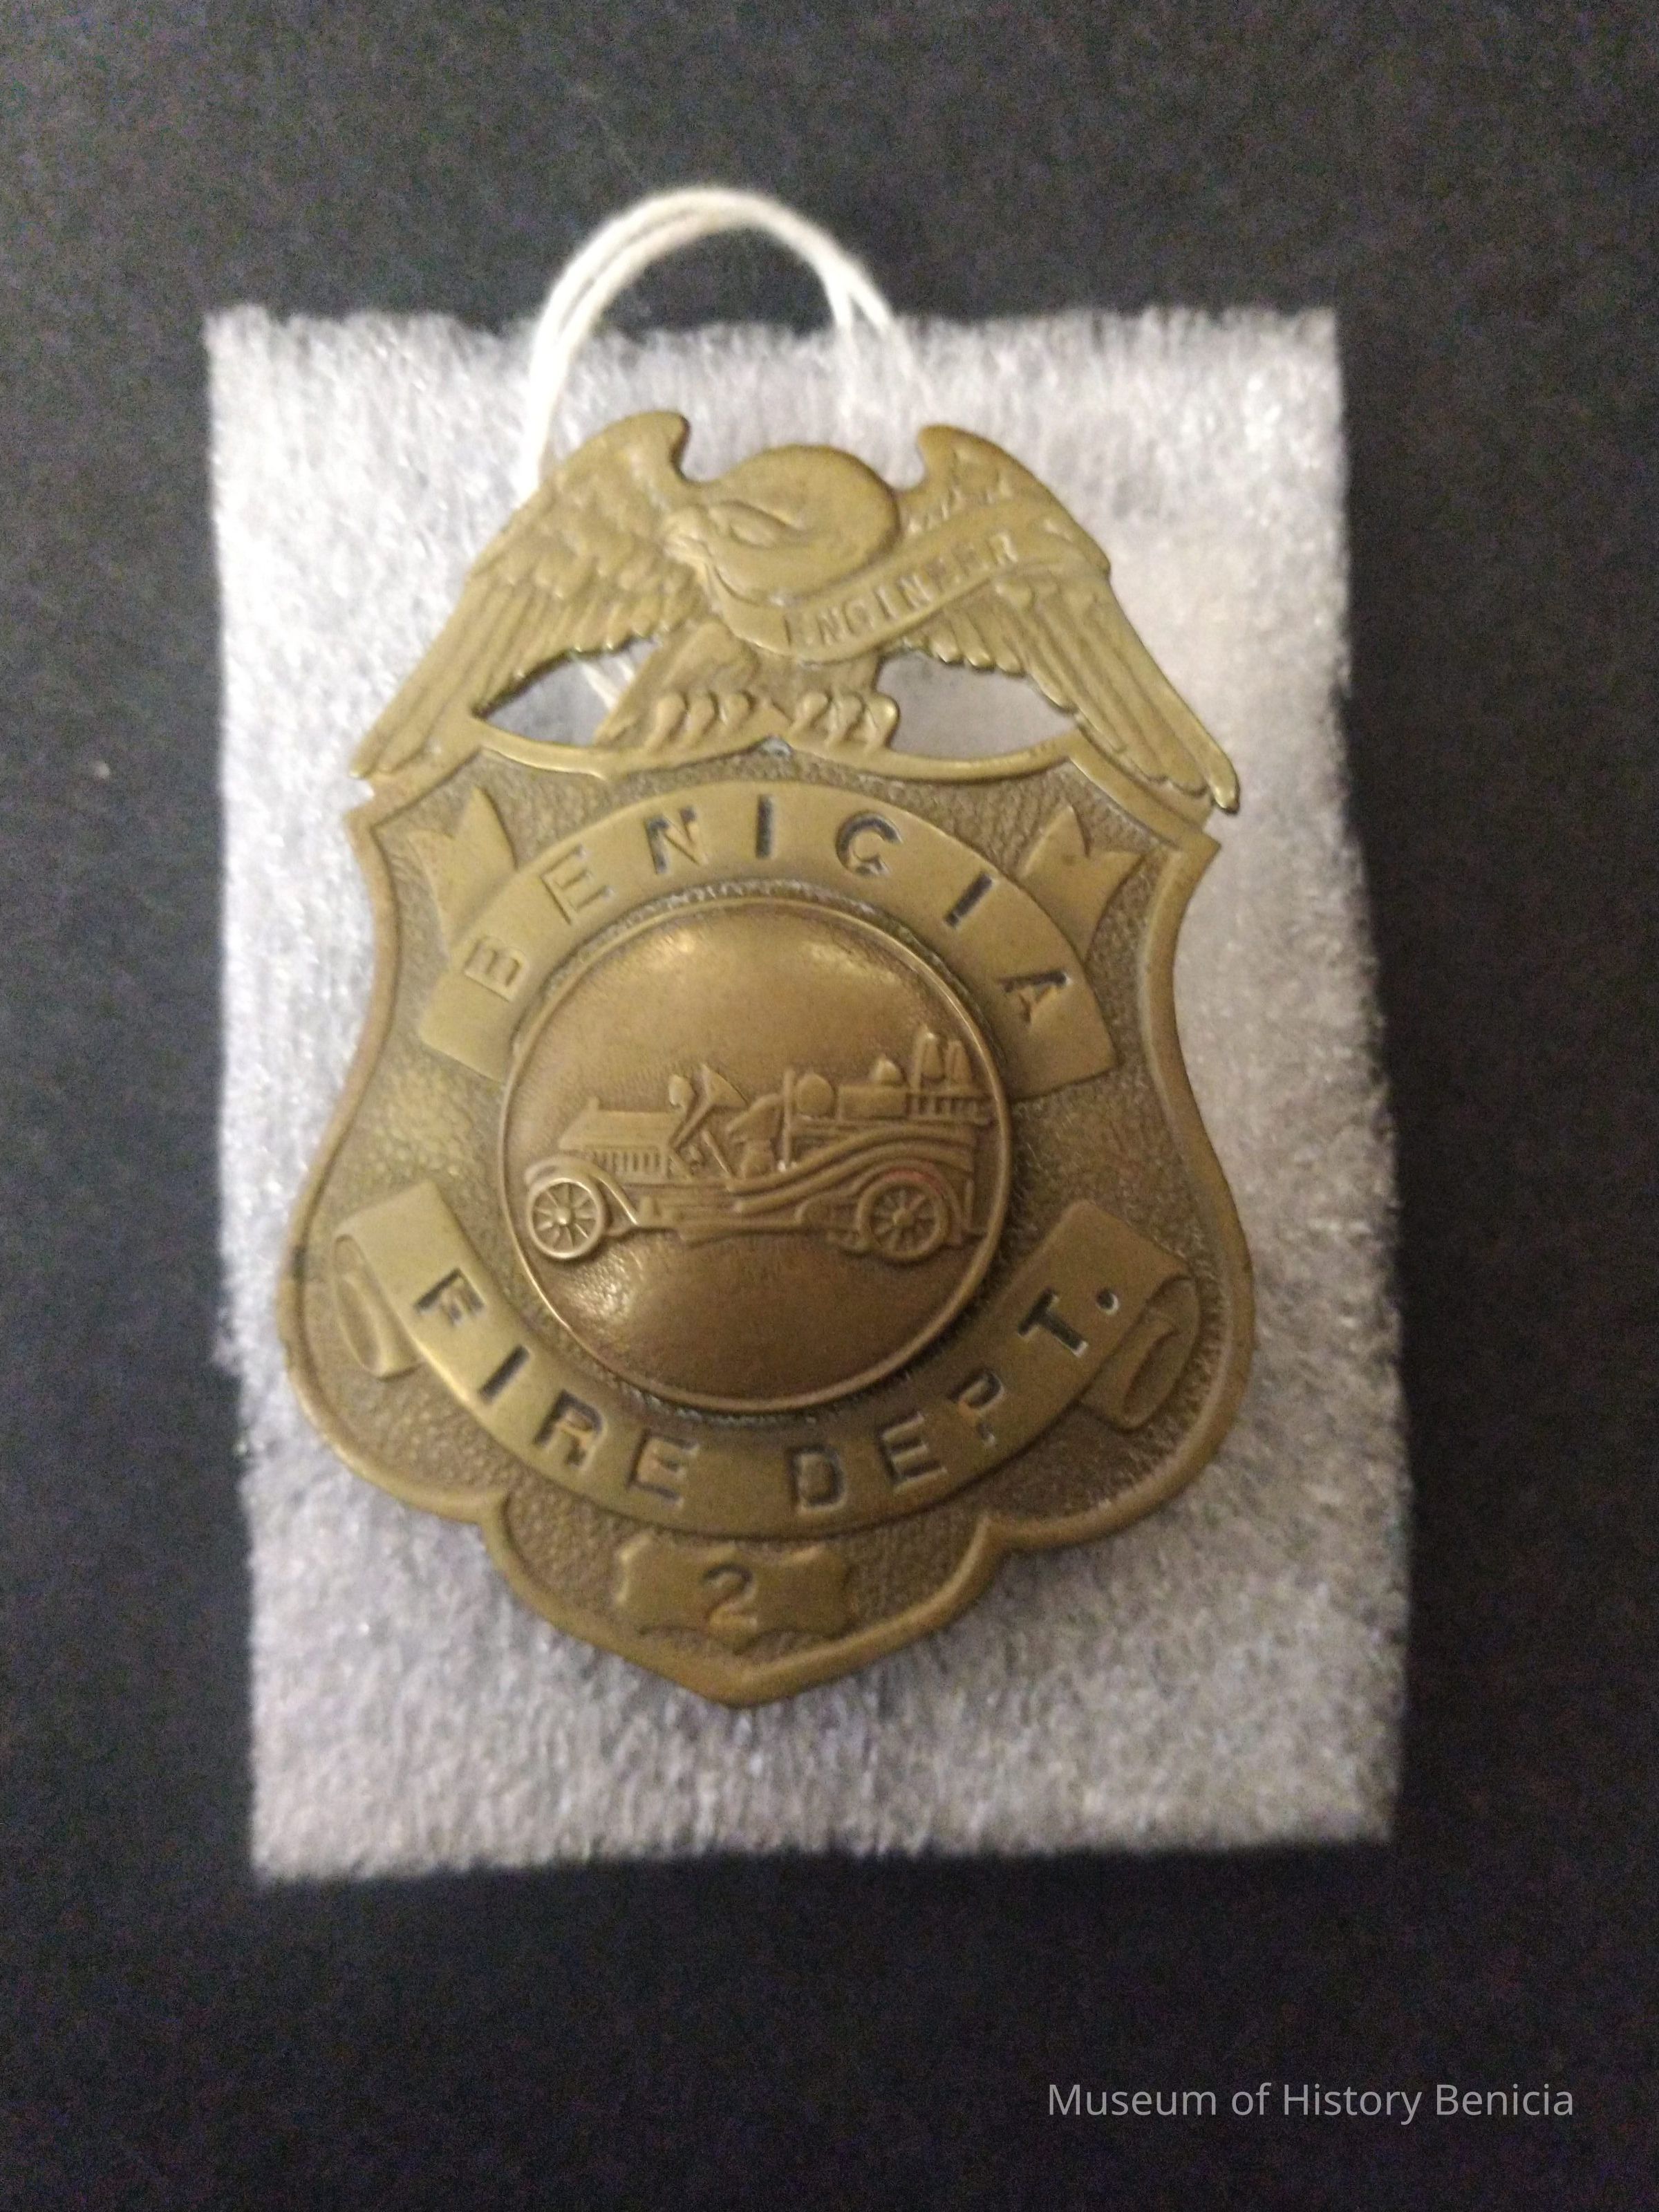 ENGINEER
BENICIA
FIRE DEPT.
2
Museum of History Benicia